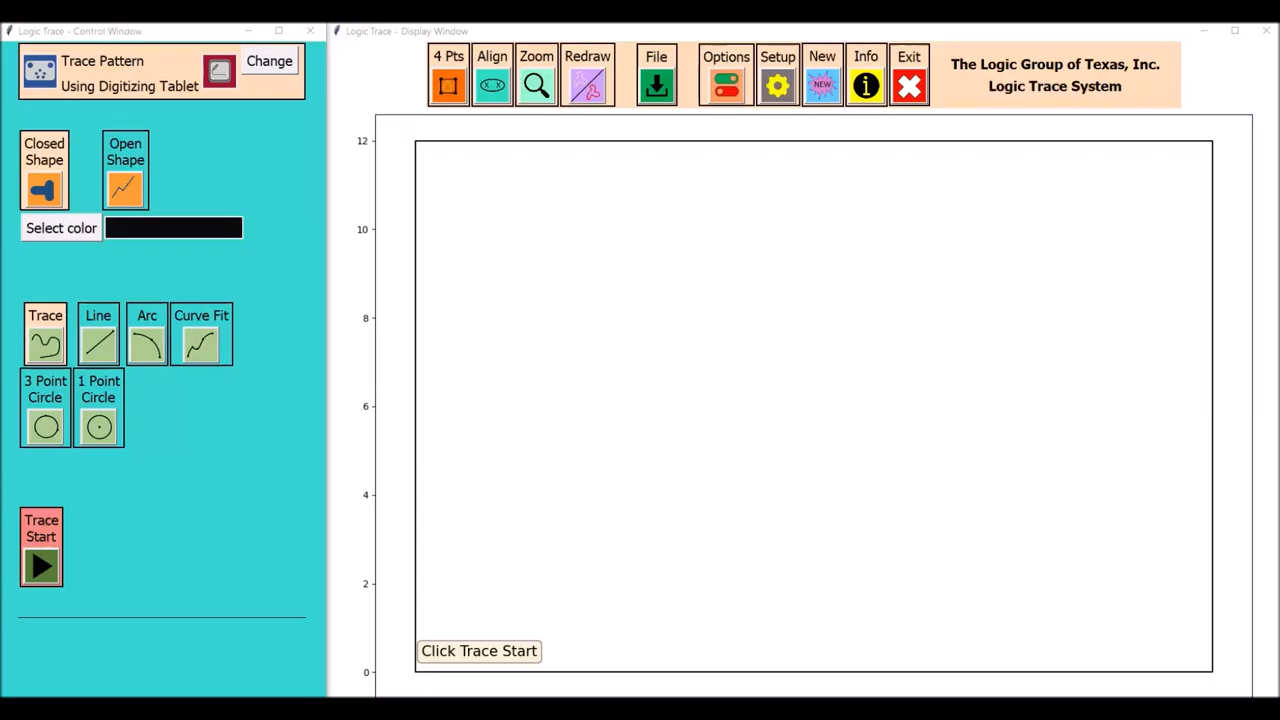 Logic Trace - Control Window
Trace Pattern
Using Digitizing Tablet
Change
Closed
Shape
Open
Shape
Select color
Trace
Line
Arc
Curve Fit
3 Point
Circle
1 Point
Circle
Trace
Start
Logic Trace - Display Window
4 Pts
Align
Zoom
Redraw
File
Options
Setup
New
NEW
Info
Exit
The Logic Group of Texas, Inc.
Logic Trace System
12
10
8
6
4
2
0
Click Trace Start